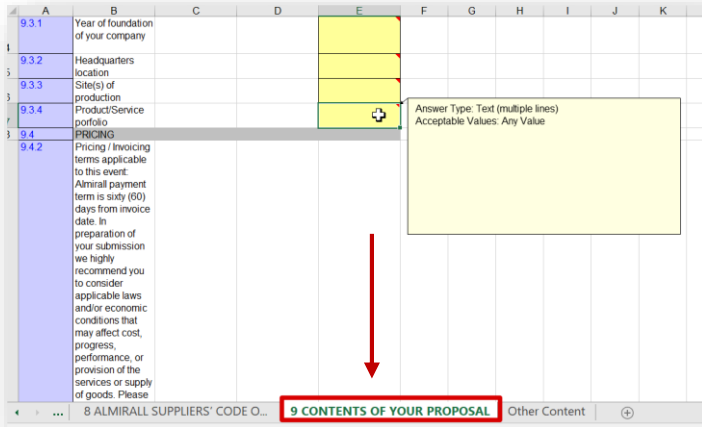 A B C D E F G H I J K
9.3.1 Year of foundation
of your company
9.3.2 Headquarters
location
9.3.3 Site(s) of
production
9.3.4 Product/Service
porfolio
Answer Type: Text (multiple lines)
Acceptable Values: Any Value
9.4 PRICING
9.4.2 Pricing / Invoicing
terms applicable
to this event:
Almirall payment
term is sixty (60)
days from invoice
date. In
preparation of
your submission
we highly
recommend you
to consider
applicable laws
and/or economic
conditions that
may affect cost,
progress,
performance, or
provision of the
services or supply
of goods. Please
... 8 ALMIRALL SUPPLIERS' CODE O... 9 CONTENTS OF YOUR PROPOSAL Other Content